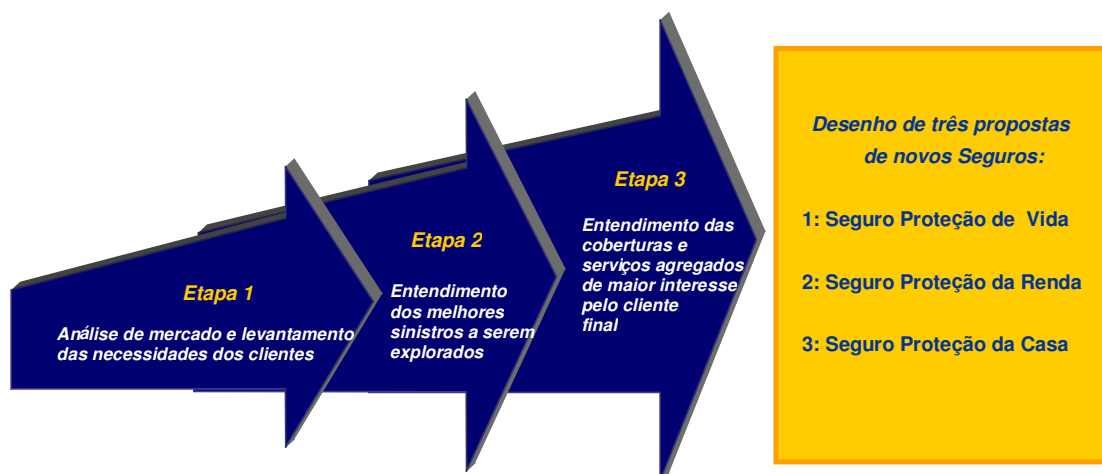 Etapa 1
Análise de mercado e levantamento
das necessidades dos clientes
Etapa 2
Entendimento
dos melhores
sinistros a serem
explorados
Etapa 3
Entendimento das
coberturas e
serviços agregados
de maior interesse
pelo cliente
final
Desenho de três propostas
de novos Seguros:
1: Seguro Proteção de Vida
2: Seguro Proteção da Renda
3: Seguro Proteção da Casa